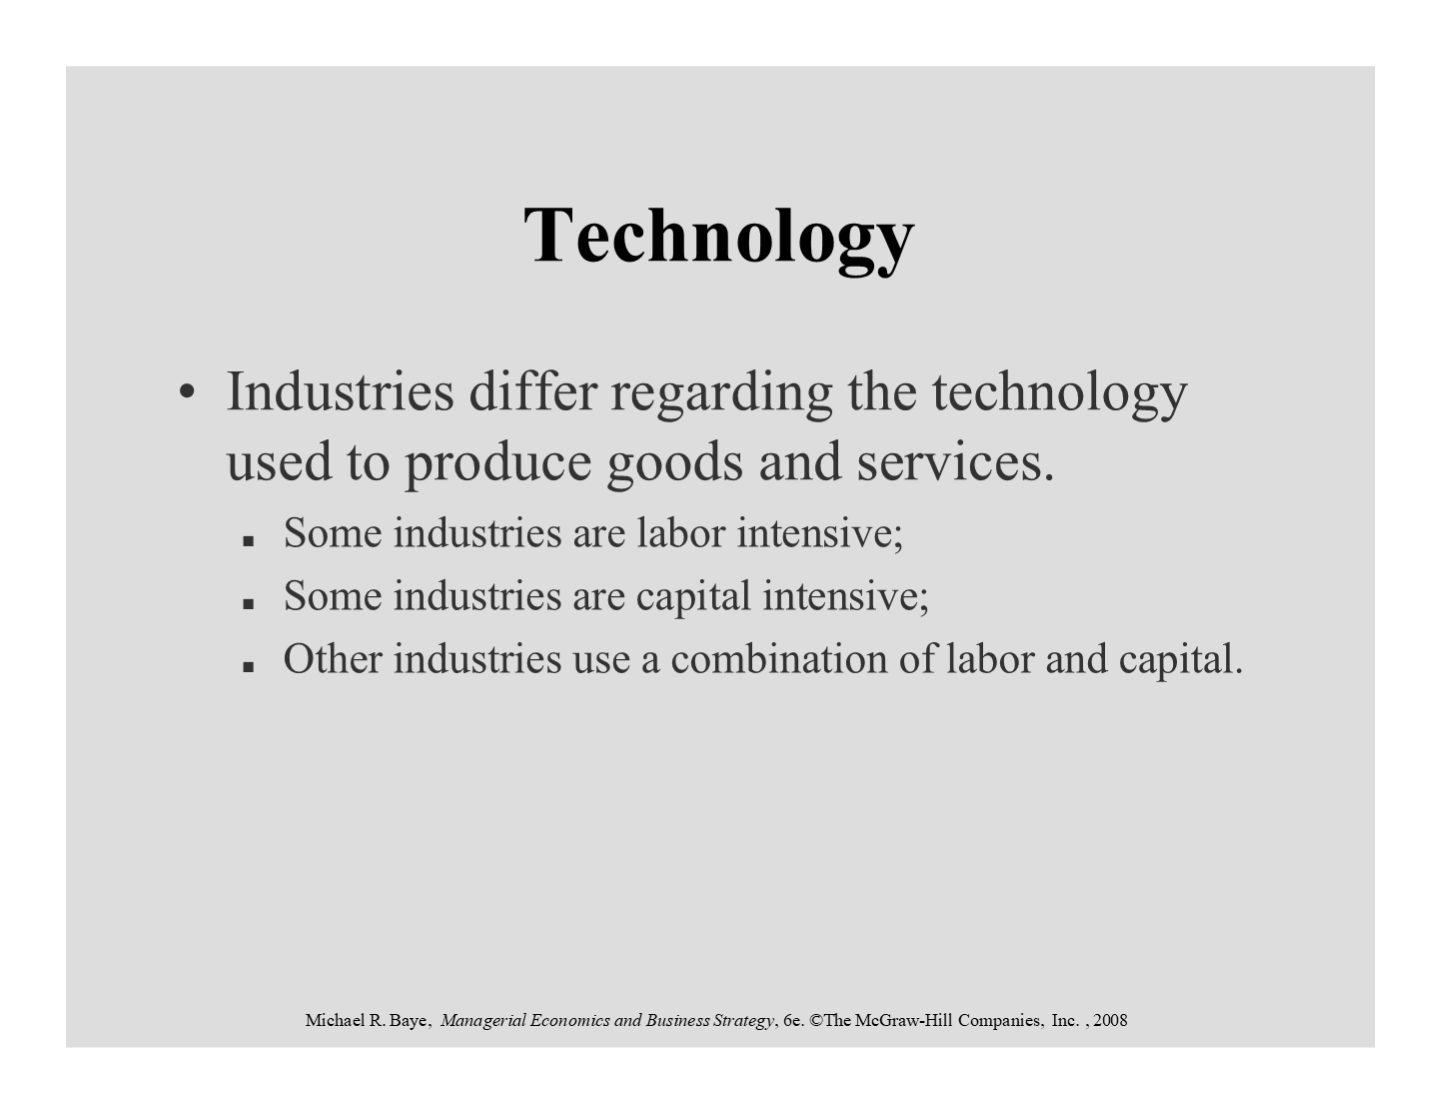 Technology
• Industries differ regarding the technology
used to produce goods and services.
▪ Some industries are labor intensive;
▪ Some industries are capital intensive;
▪ Other industries use a combination of labor and capital.
Michael R. Baye, Managerial Economics and Business Strategy, 6e. ©The McGraw-Hill Companies, Inc. , 2008